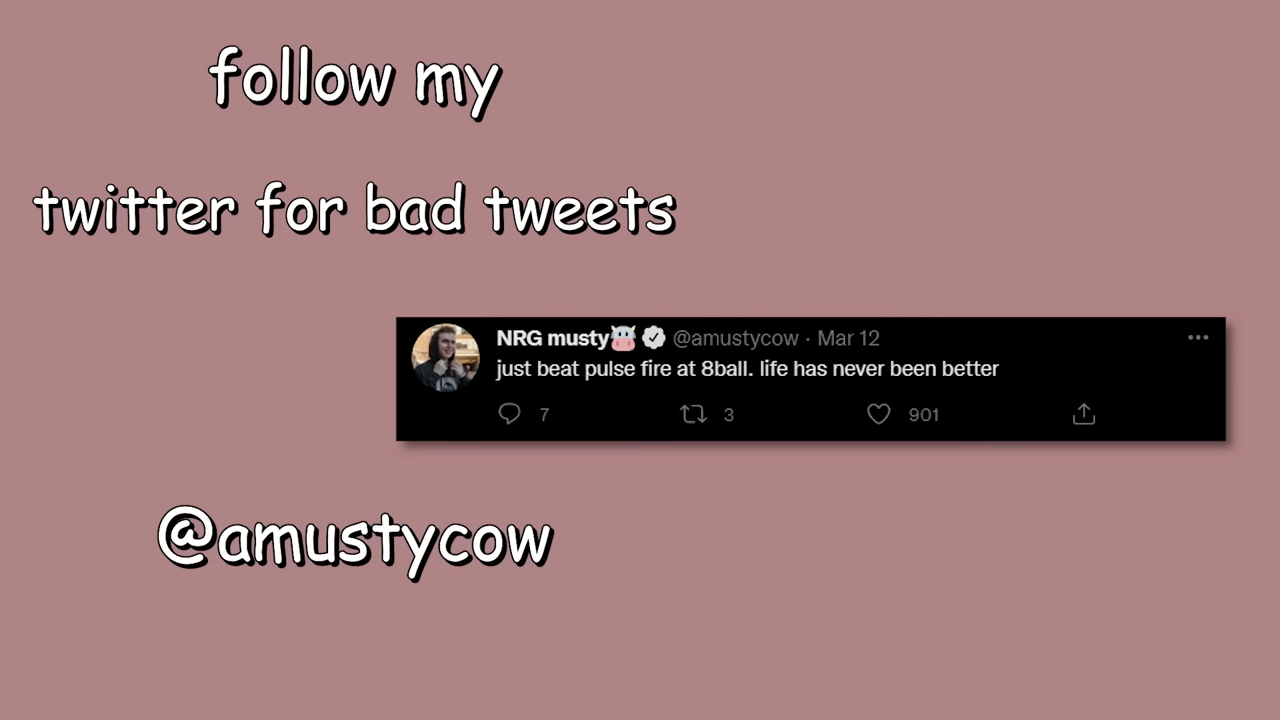 follow my
twitter for bad tweets
NRG musty🐮 @amustycow · Mar 12
just beat pulse fire at 8ball. life has never been better
7 3 901
@amustycow